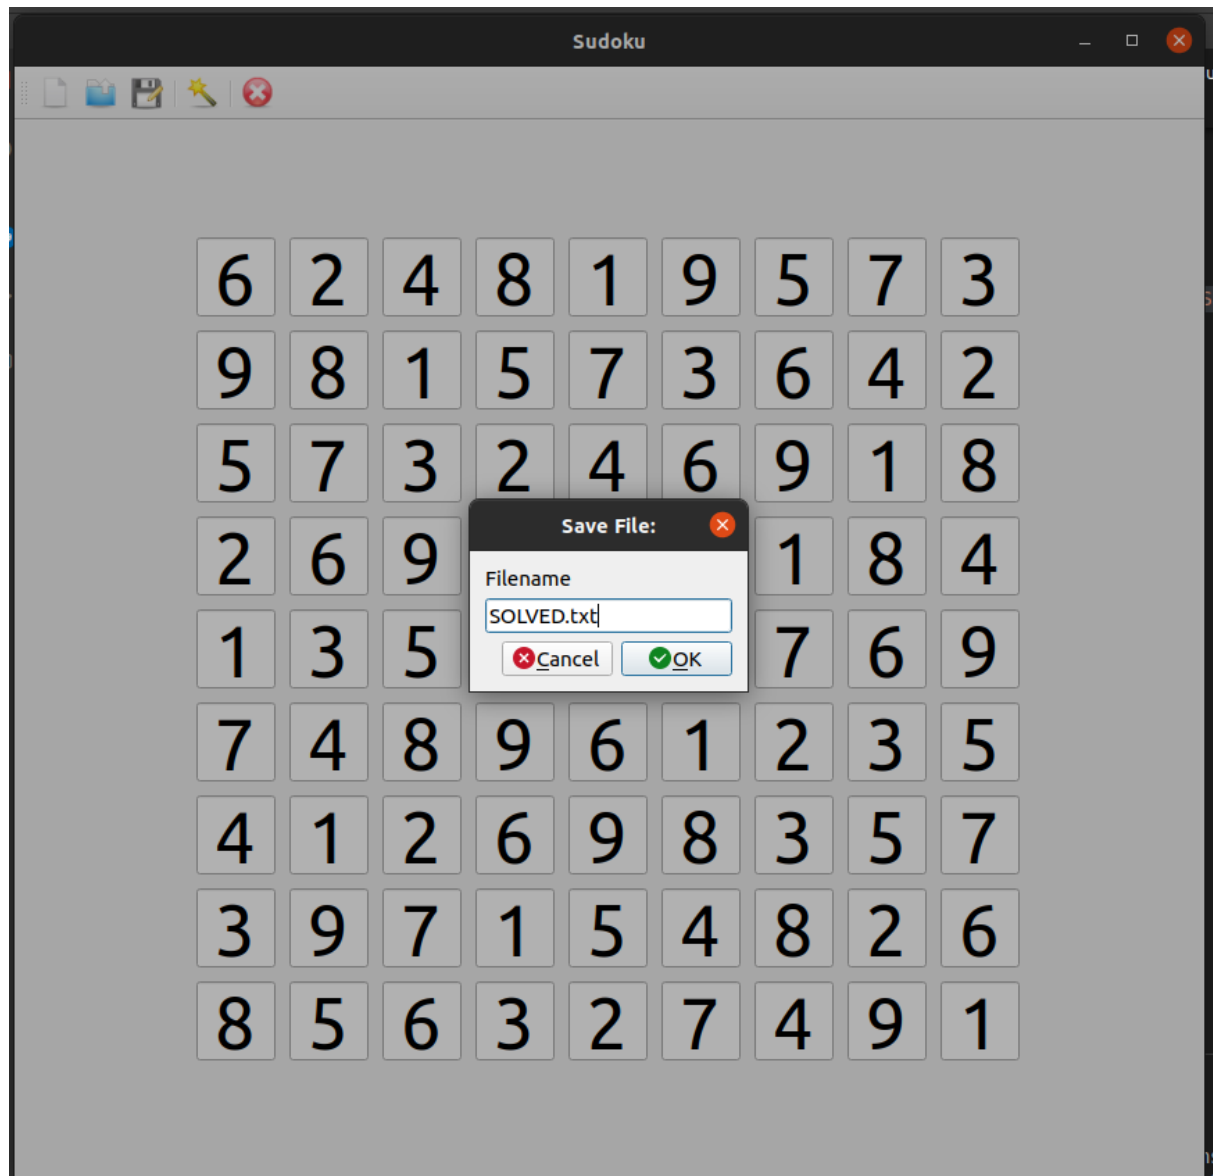 Sudoku
6 2 4 8 1 9 5 7 3
9 8 1 5 7 3 6 4 2
5 7 3 2 4 6 9 1 8
2 6 9 1 8 4
1 3 5 7 6 9
7 4 8 9 6 1 2 3 5
4 1 2 6 9 8 3 5 7
3 9 7 1 5 4 8 2 6
8 5 6 3 2 7 4 9 1
Save File:
Filename
SOLVED.txt
Cancel OK